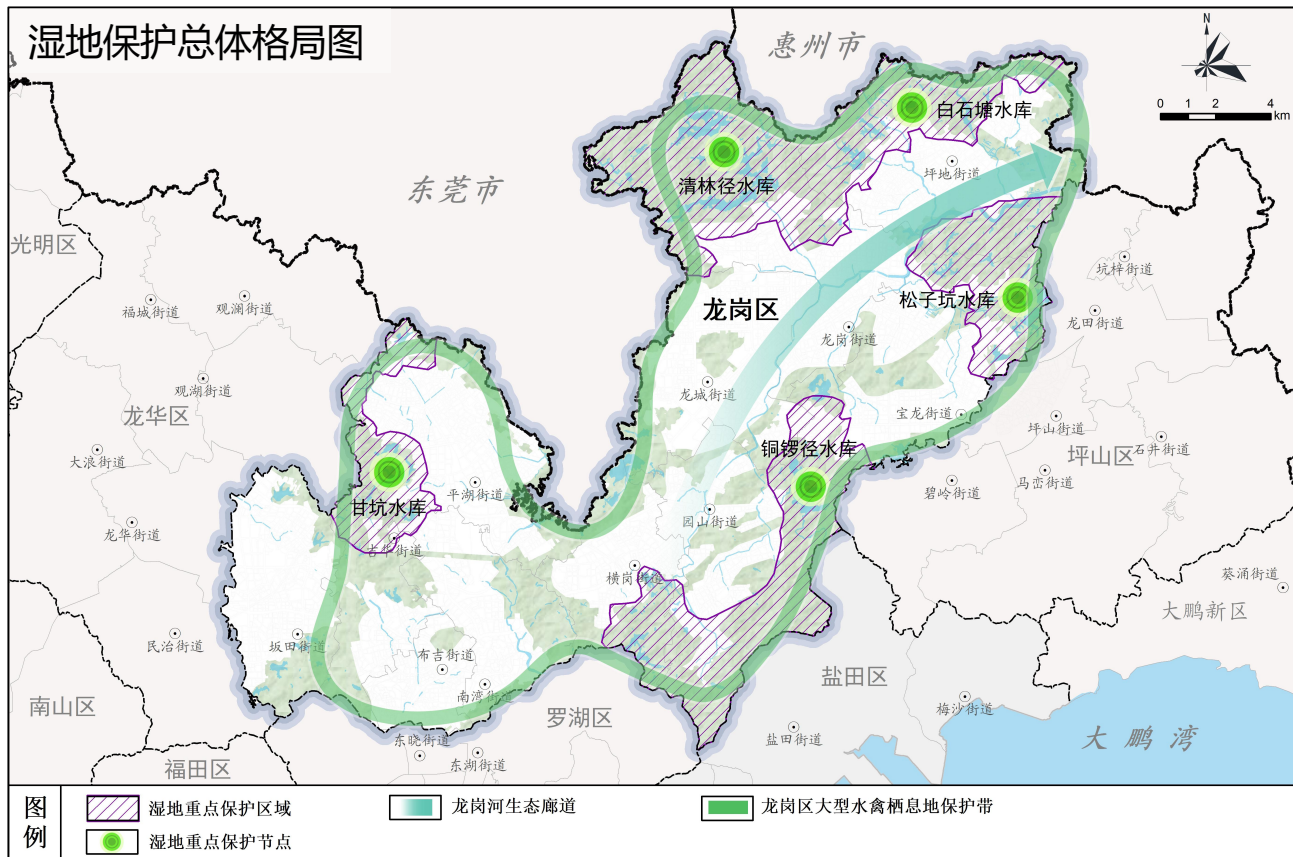 湿地保护总体格局图
惠州市
N
0 1 2 4
km
白石塘水库
坪地街道
清林径水库
东莞市
光明区
坑梓街道
福城街道
观澜街道
松子坑水库
龙岗区
龙田街道
龙岗街道
观湖街道
龙城街道
龙华区
宝龙街道
坪山街道
大浪街道
铜锣径水库
石井街道
坪山区
马峦街道
碧岭街道
平湖街道
甘坑水库
园山街道
龙华街道
吉华街道
横岗街道
葵涌街道
大鹏新区
民治街道
坂田街道
布吉街道
盐田区
南湾街道
梅沙街道
南山区
罗湖区
盐田街道
大鹏湾
东晓街道
东湖街道
福田区
图例
湿地重点保护区域
龙岗河生态廊道
龙岗区大型水禽栖息地保护带
湿地重点保护节点